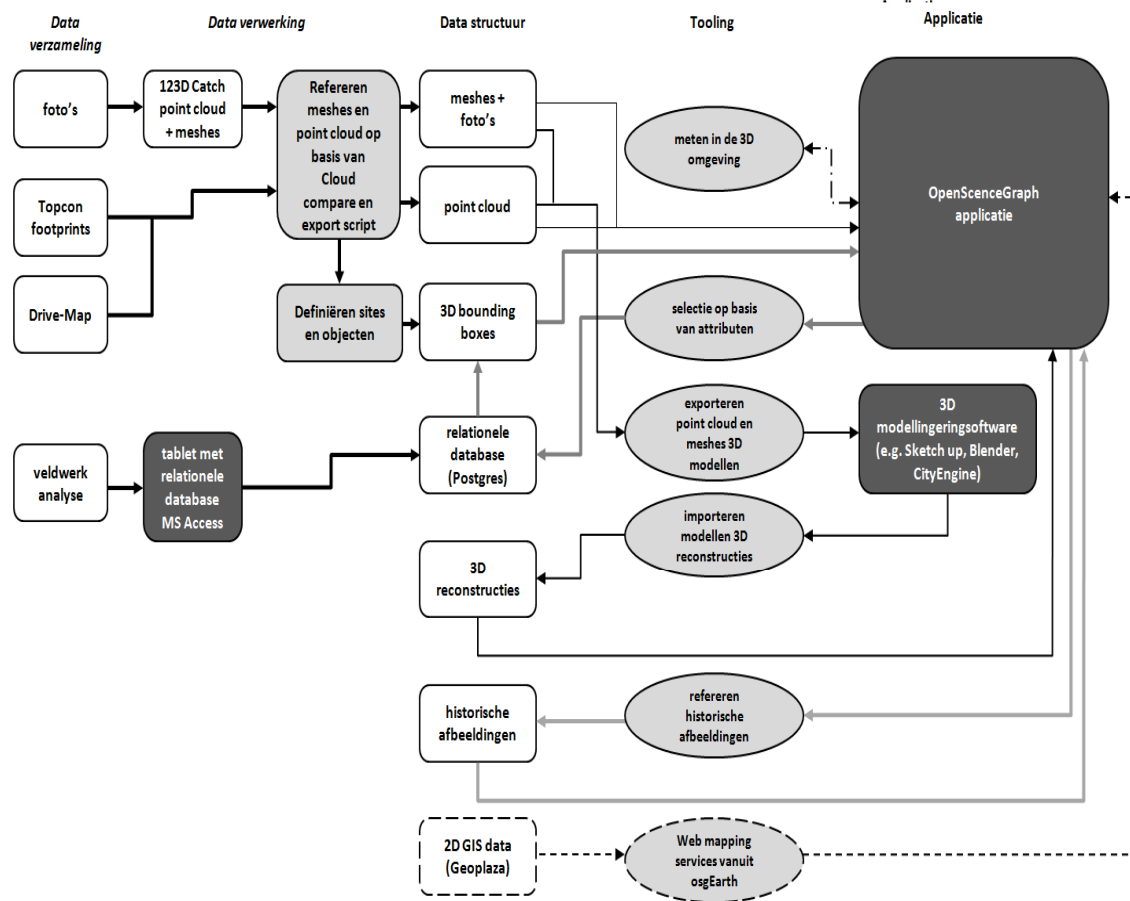 Data
verzameling
Data verwerking
Data structuur
Tooling
Applicatie
foto's
123D Catch
point cloud
+ meshes
Refereren
meshes en
point cloud op
basis van
Cloud
compare en
export script
meshes +
foto's
meten in de 3D
omgeving
OpenScenceGraph
applicatie
Topcon
footprints
point cloud
Drive-Map
Definiëren sites
en objecten
3D bounding
boxes
selectie op basis
van attributen
veldwerk
analyse
tablet met
relationele
database
MS Access
relationele
database
(Postgres)
exporteren
point cloud en
meshes 3D
modellen
3D
modellingeringsoftware
(e.g. Sketch up, Blender,
CityEngine)
importeren
modellen 3D
reconstructies
3D
reconstructies
historische
afbeeldingen
refereren
historische
afbeeldingen
2D GIS data
(Geoplaza)
Web mapping
services vanuit
osgEarth